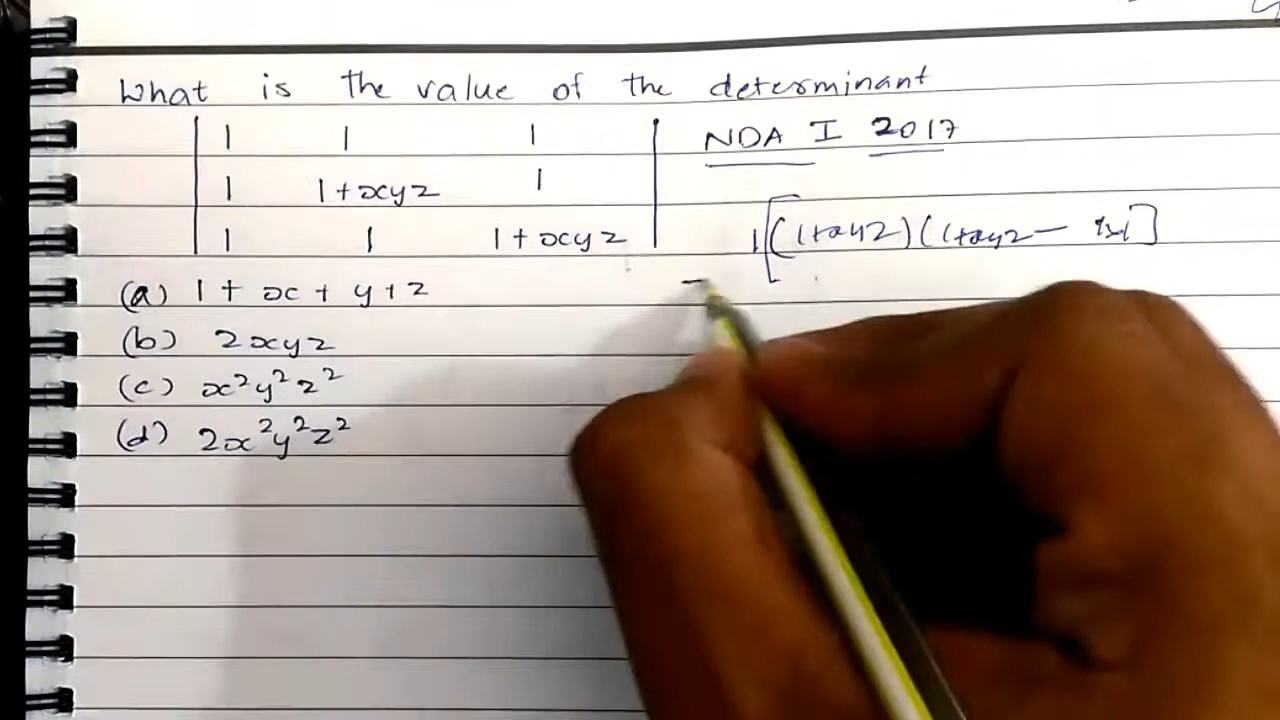 What is the value of the determinant
1 1 1
NDA I 2017
1 1+xyz 1
1 1 1+xyz
1[(1+xyz)(1+xyz - 1x1]
(a) 1 + x + y + z
-
(b) 2xyz
(c) x²y²z²
(d) 2x²y²z²